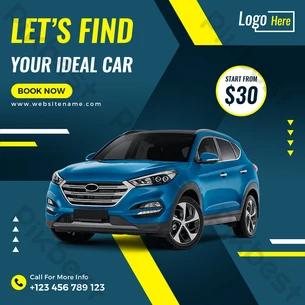 LET'S FIND
YOUR IDEAL CAR
BOOK NOW
www.websitename.com
Logo Here
START FROM
$30
Call For More Info
+123 456 789 123